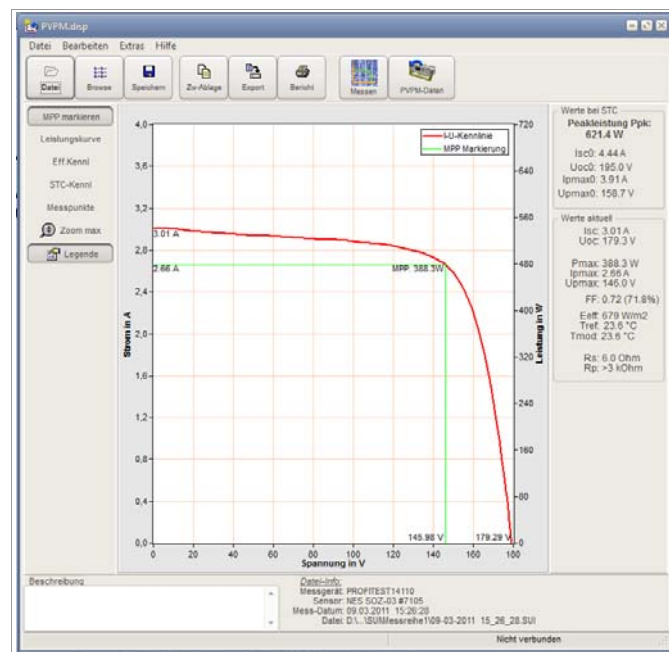 PVPM.disp
Datei Bearbeiten Extras Hilfe
Datei Browse Speichern Zw-Ablage Export Bericht Messen PVPM-Daten
MPP markieren
Leistungskurve
Eff.Kennl
STC-Kennl
Messpunkte
Zoom max
Legende
4,0
3,6
3,2
2,8
2,4
2,0
1,6
1,2
0,8
0,4
0,0
Strom in A
3.01 A
2.66 A
MPP 388.3W
I-U-Kennlinie
MPP Markierung
720
640
560
480
400
320
240
160
80
0
Leistung in W
145.98 V 179.29 V
0 20 40 60 80 100 120 140 160 180
Spannung in V
Werte bei STC
Peakleistung Ppk:
621.4 W
Isc0: 4.44 A
Uoc0: 195.0 V
Ipmax0: 3.91 A
Upmax0: 158.7 V
Werte aktuell
Isc: 3.01 A
Uoc: 179.3 V
Pmax: 388.3 W
Ipmax: 2.66 A
Upmax: 146.0 V
FF: 0.72 (71.8%)
Eeff: 679 W/m2
Tref: 23.6 °C
Tmod: 23.6 °C
Rs: 6.0 Ohm
Rp: >3 kOhm
Beschreibung
Datei-Info:
Messgerät: PROFITEST14110
Sensor: NES SOZ-03 #7105
Mess-Datum: 09.03.2011 15:26:28
Datei: D:\...\SUMessreihe1\09-03-2011 15_26_28.SUI
Nicht verbunden